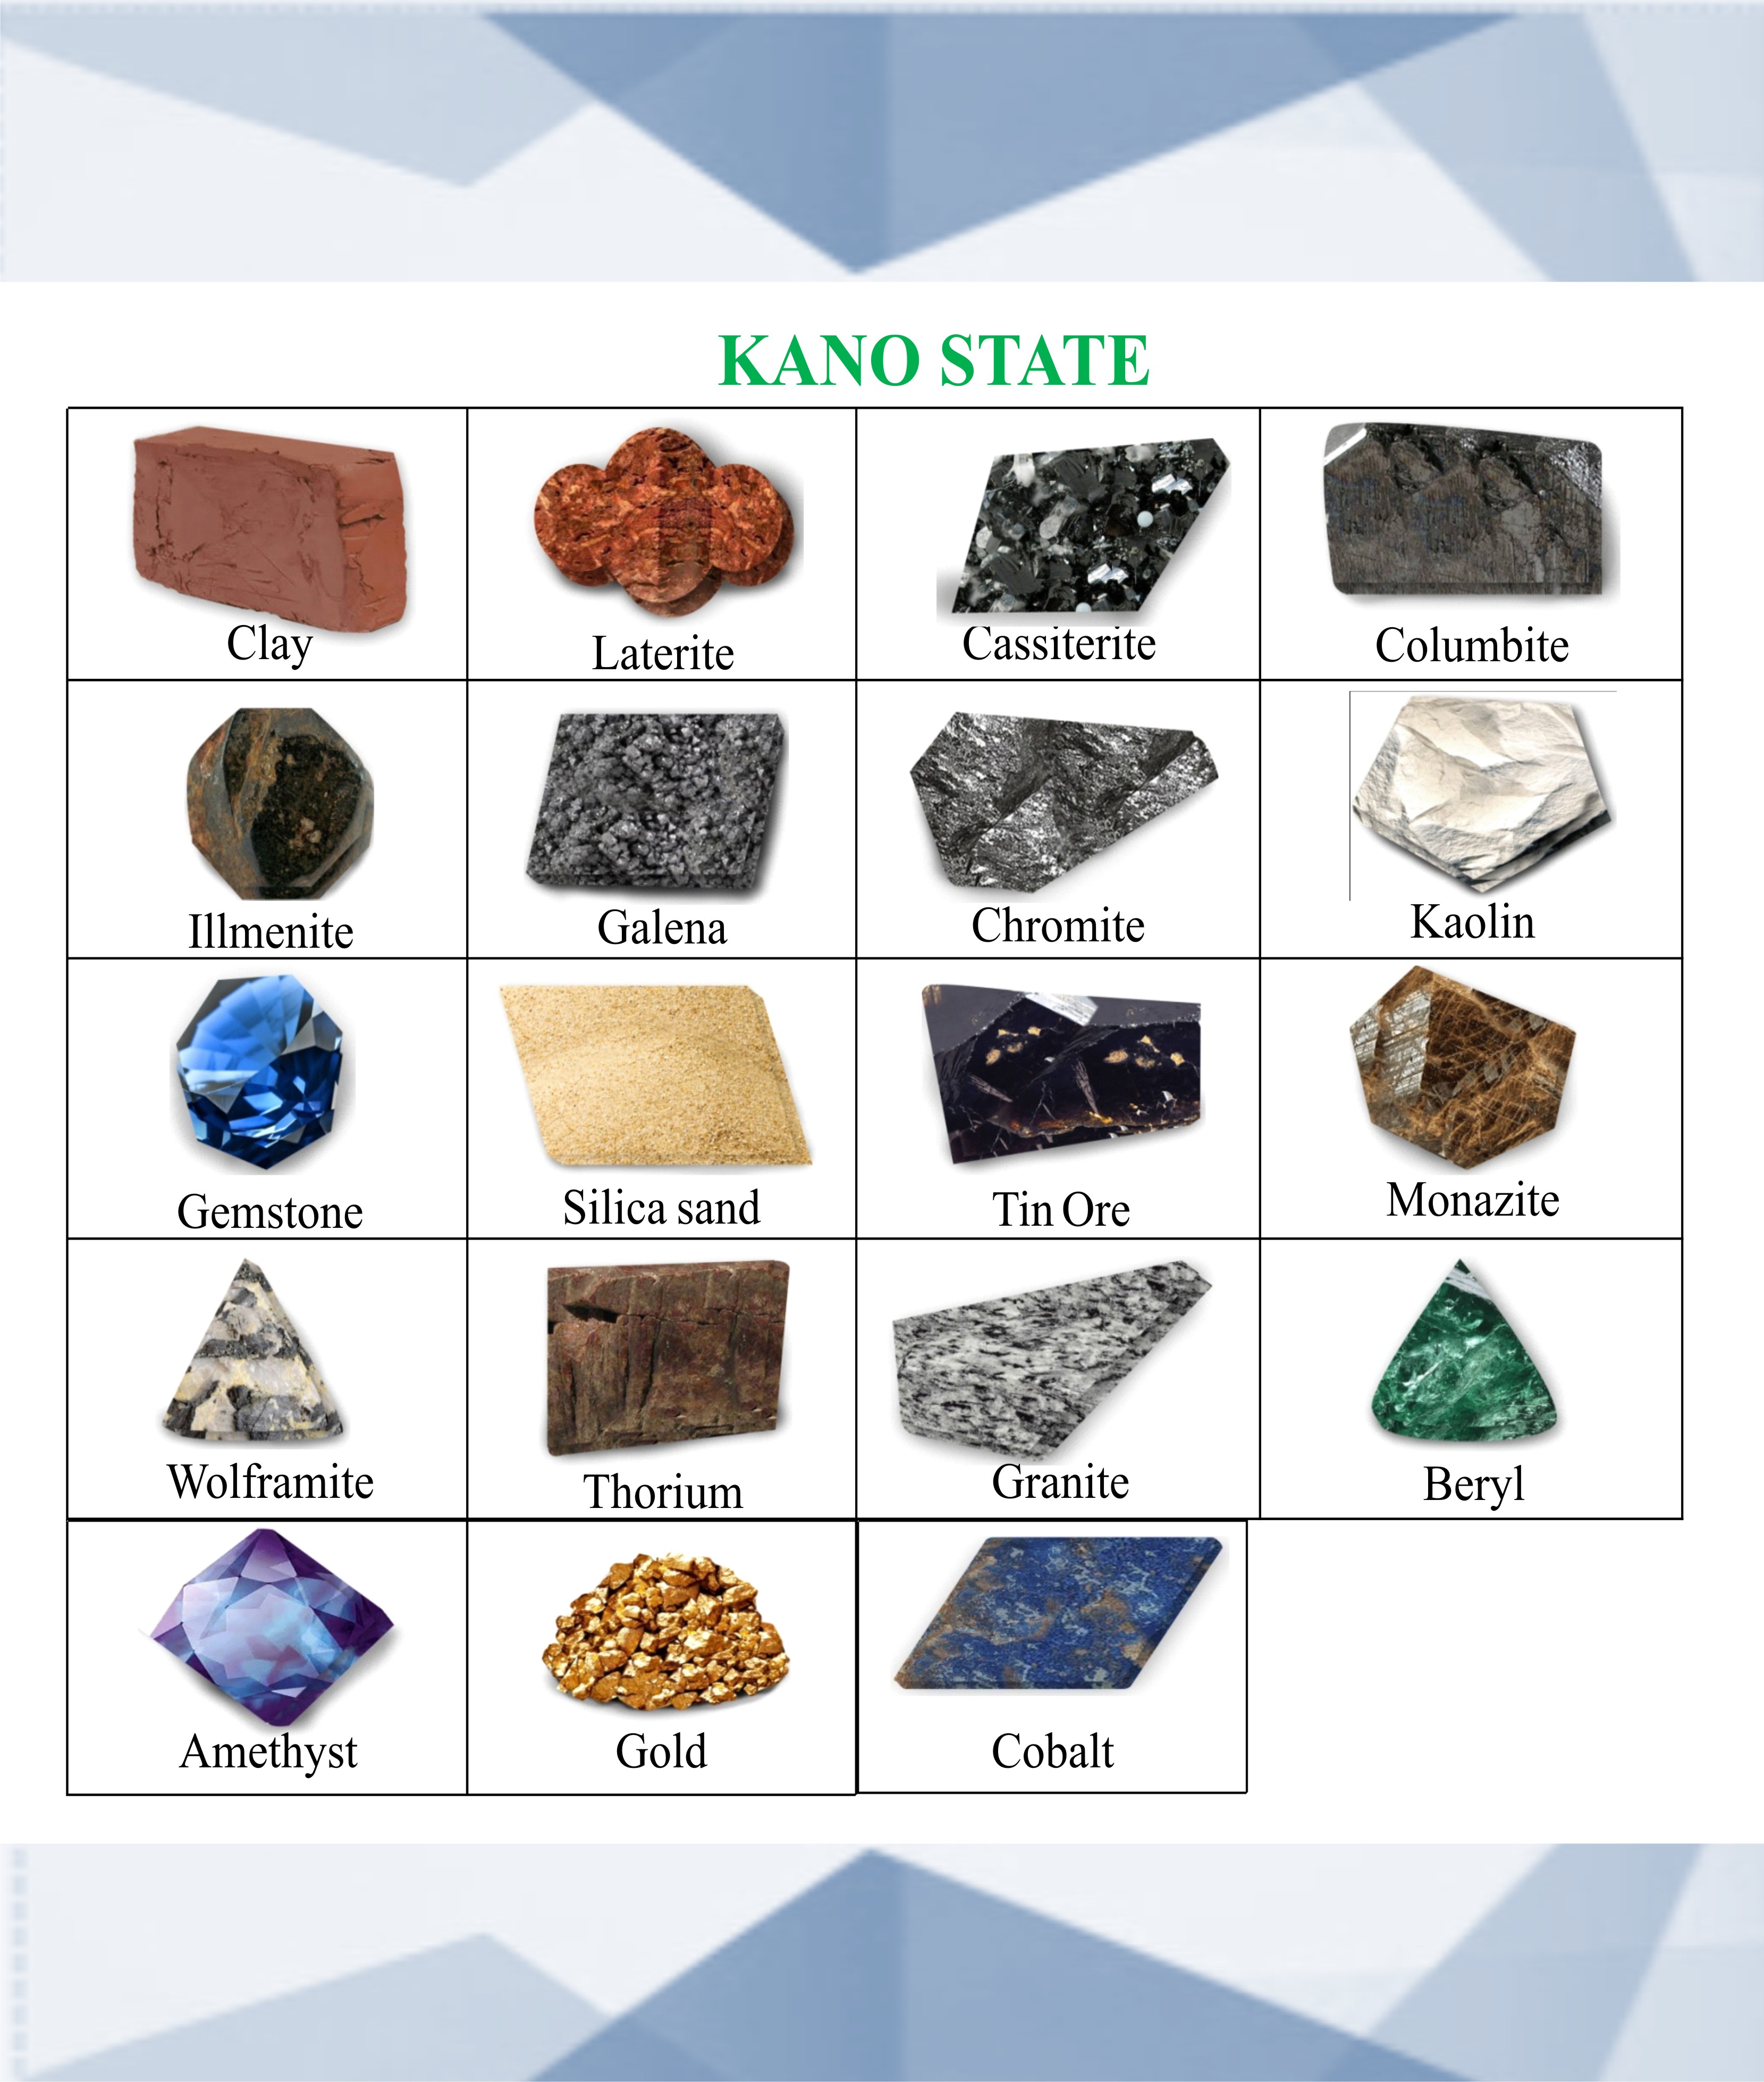 KANO STATE
Clay
Laterite
Cassiterite
Columbite
Illmenite
Galena
Chromite
Kaolin
Gemstone
Silica sand
Tin Ore
Monazite
Wolframite
Thorium
Granite
Beryl
Amethyst
Gold
Cobalt